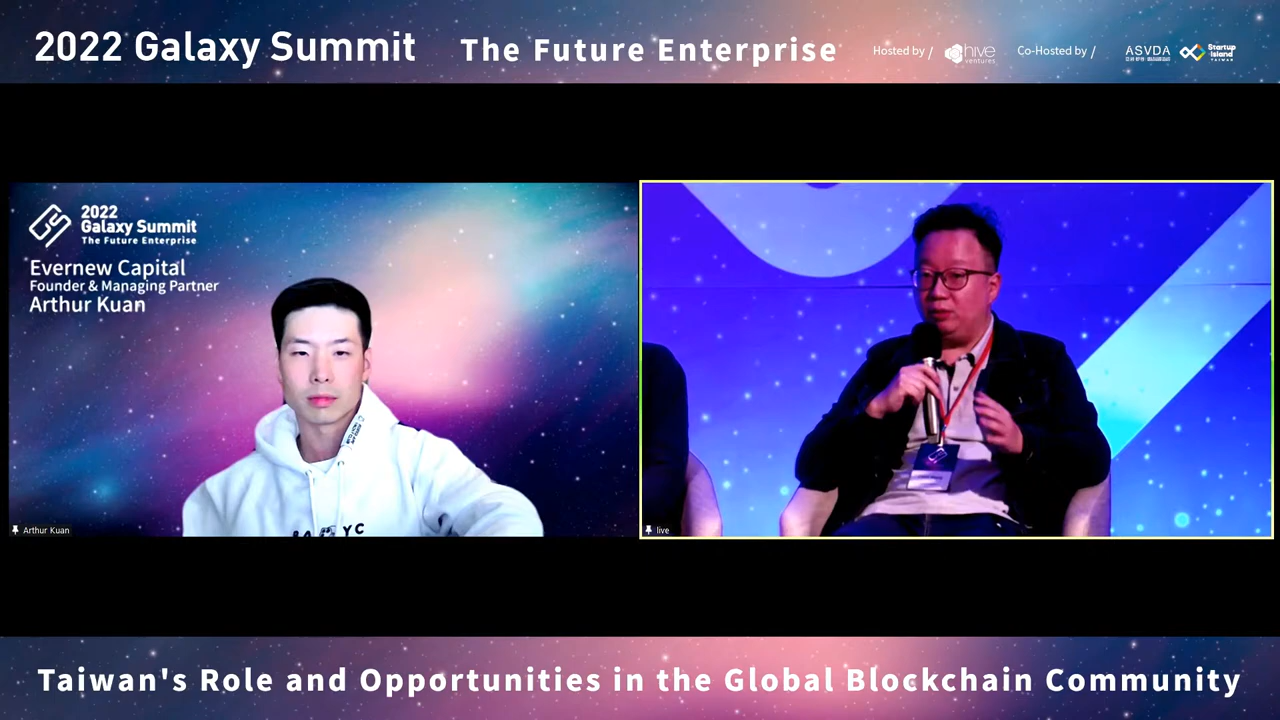 2022 Galaxy Summit
The Future Enterprise
Hosted by /
hive
ventures
Co-Hosted by /
ASVDA
Startup
Island
TAIWAN
2022
Galaxy Summit
The Future Enterprise
Evernew Capital
Founder & Managing Partner
Arthur Kuan
Arthur Kuan
live
Taiwan's Role and Opportunities in the Global Blockchain Community